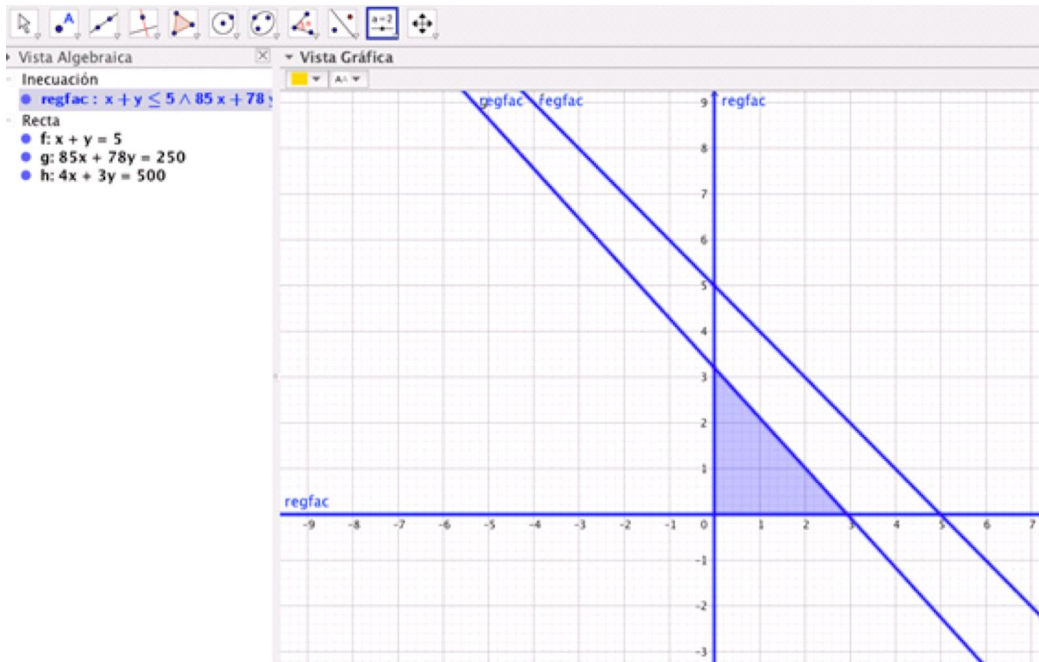 a=2
Vista Algebraica
Vista Gráfica
Inecuación
regfac : x + y ≤ 5 ∧ 85 x + 78 y
Recta
f: x + y = 5
g: 85x + 78y = 250
h: 4x + 3y = 500
regfac
fegfac
regfac
regfac
9
8
7
6
5
4
3
2
1
-9 -8 -7 -6 -5 -4 -3 -2 -1 0 1 2 3 4 5 6 7
-1
-2
-3